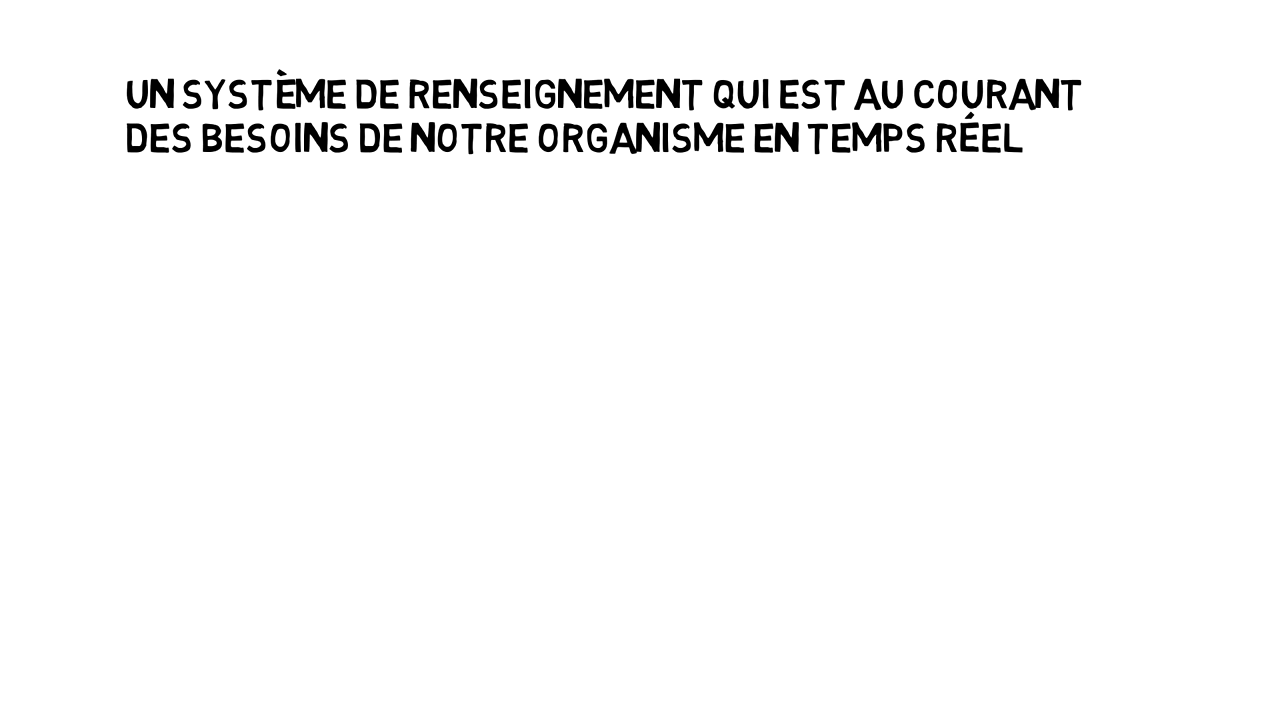 UN SYSTÈME DE RENSEIGNEMENT QUI EST AU COURANT
DES BESOINS DE NOTRE ORGANISME EN TEMPS RÉEL